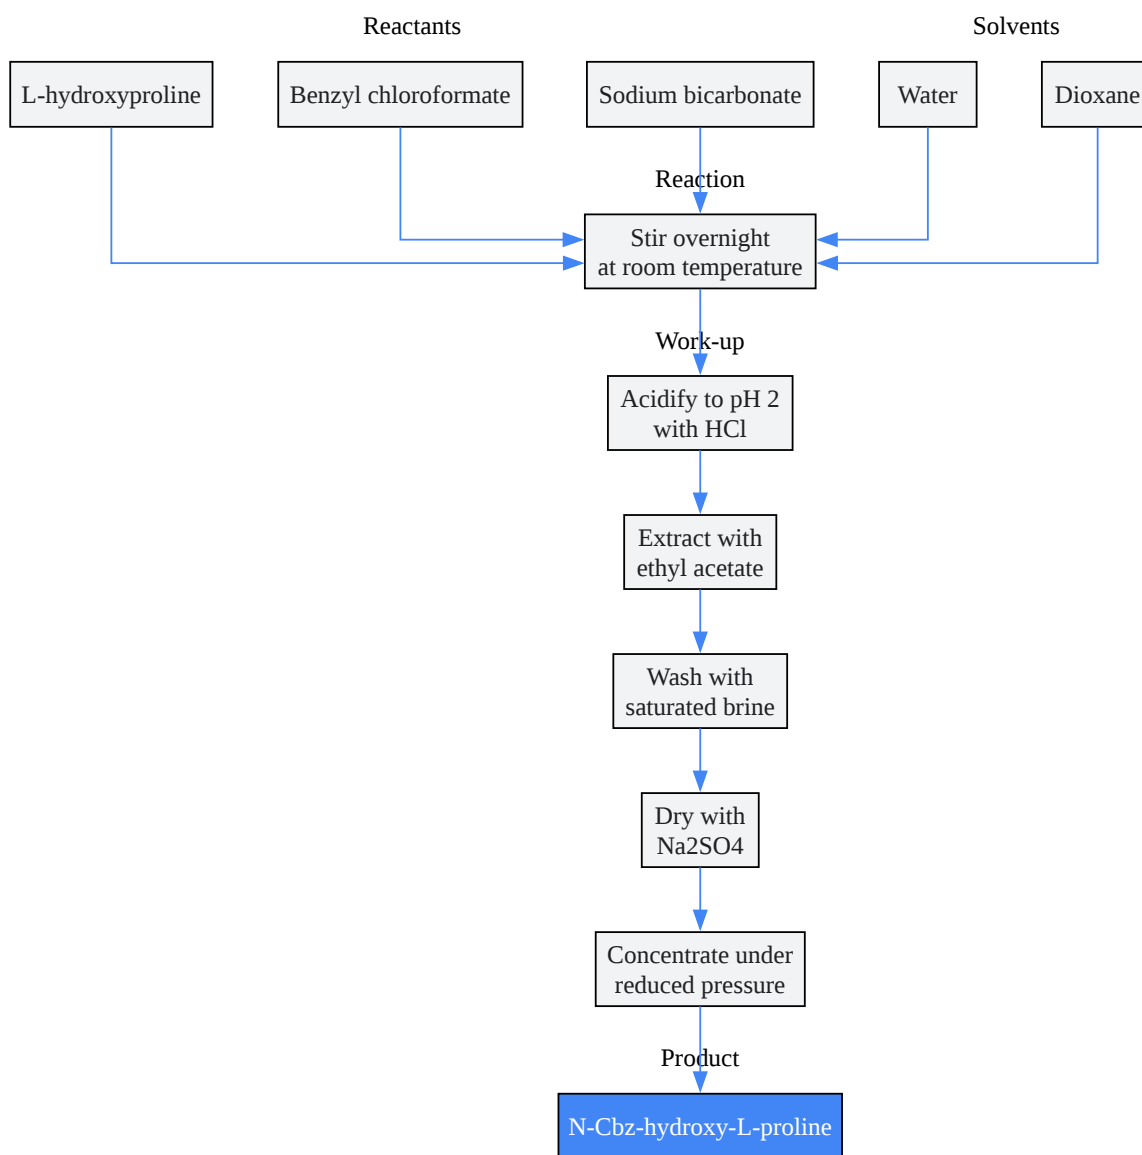 Reactants
Solvents
L-hydroxyproline
Benzyl chloroformate
Sodium bicarbonate
Water
Dioxane
Reaction
Stir overnight
at room temperature
Work-up
Acidify to pH 2
with HCl
Extract with
ethyl acetate
Wash with
saturated brine
Dry with
Na2SO4
Concentrate under
reduced pressure
Product
N-Cbz-hydroxy-L-proline